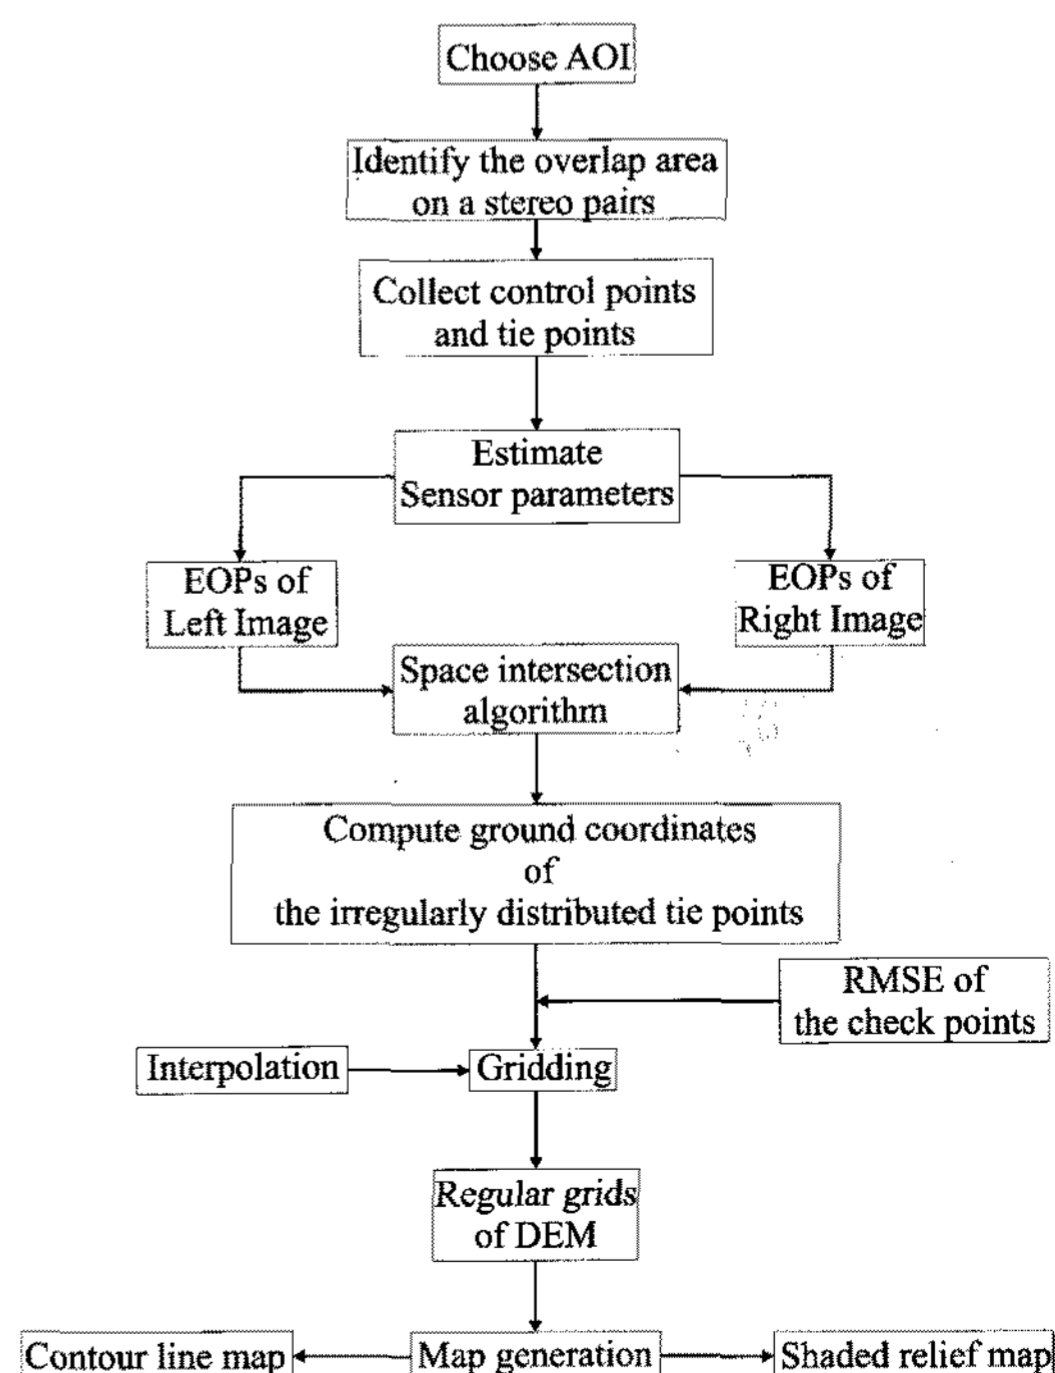 Choose AOI
Identify the overlap area
on a stereo pairs
Collect control points
and tie points
Estimate
Sensor parameters
EOPs of
Left Image
EOPs of
Right Image
Space intersection
algorithm
Compute ground coordinates
of
the irregularly distributed tie points
RMSE of
the check points
Interpolation
Gridding
Regular grids
of DEM
Contour line map
Map generation
Shaded relief map